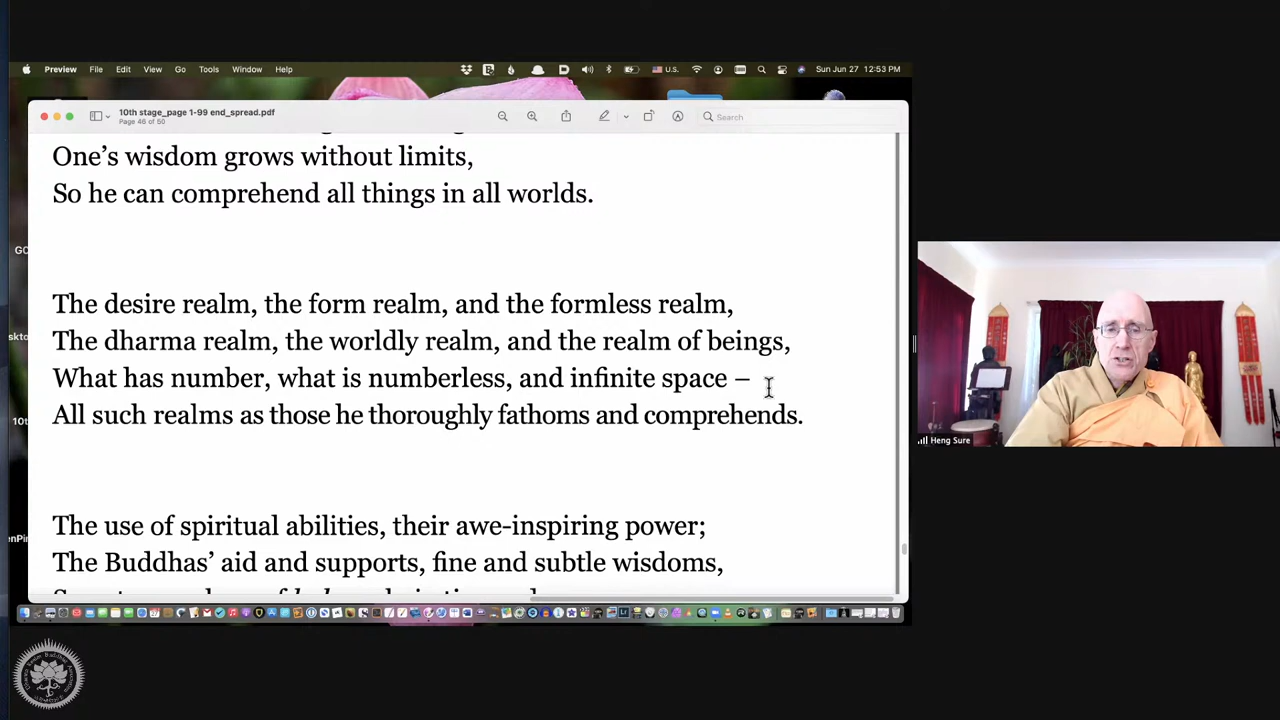 Preview File Edit View Go Tools Window Help U.S. Sun Jun 27 12:53 PM
10th stage_page 1-99 end_spread.pdf
Page 46 of 50
Search
One's wisdom grows without limits,
So he can comprehend all things in all worlds.
The desire realm, the form realm, and the formless realm,
The dharma realm, the worldly realm, and the realm of beings,
What has number, what is numberless, and infinite space –
All such realms as those he thoroughly fathoms and comprehends.
The use of spiritual abilities, their awe-inspiring power;
The Buddhas' aid and supports, fine and subtle wisdoms,
Heng Sure